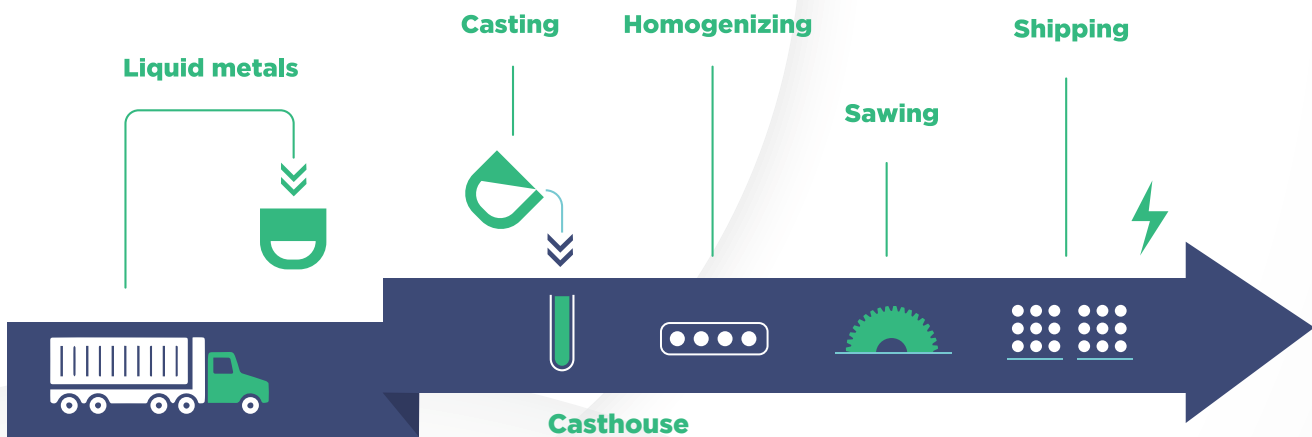 Liquid metals
Casting
Homogenizing
Sawing
Shipping
Casthouse